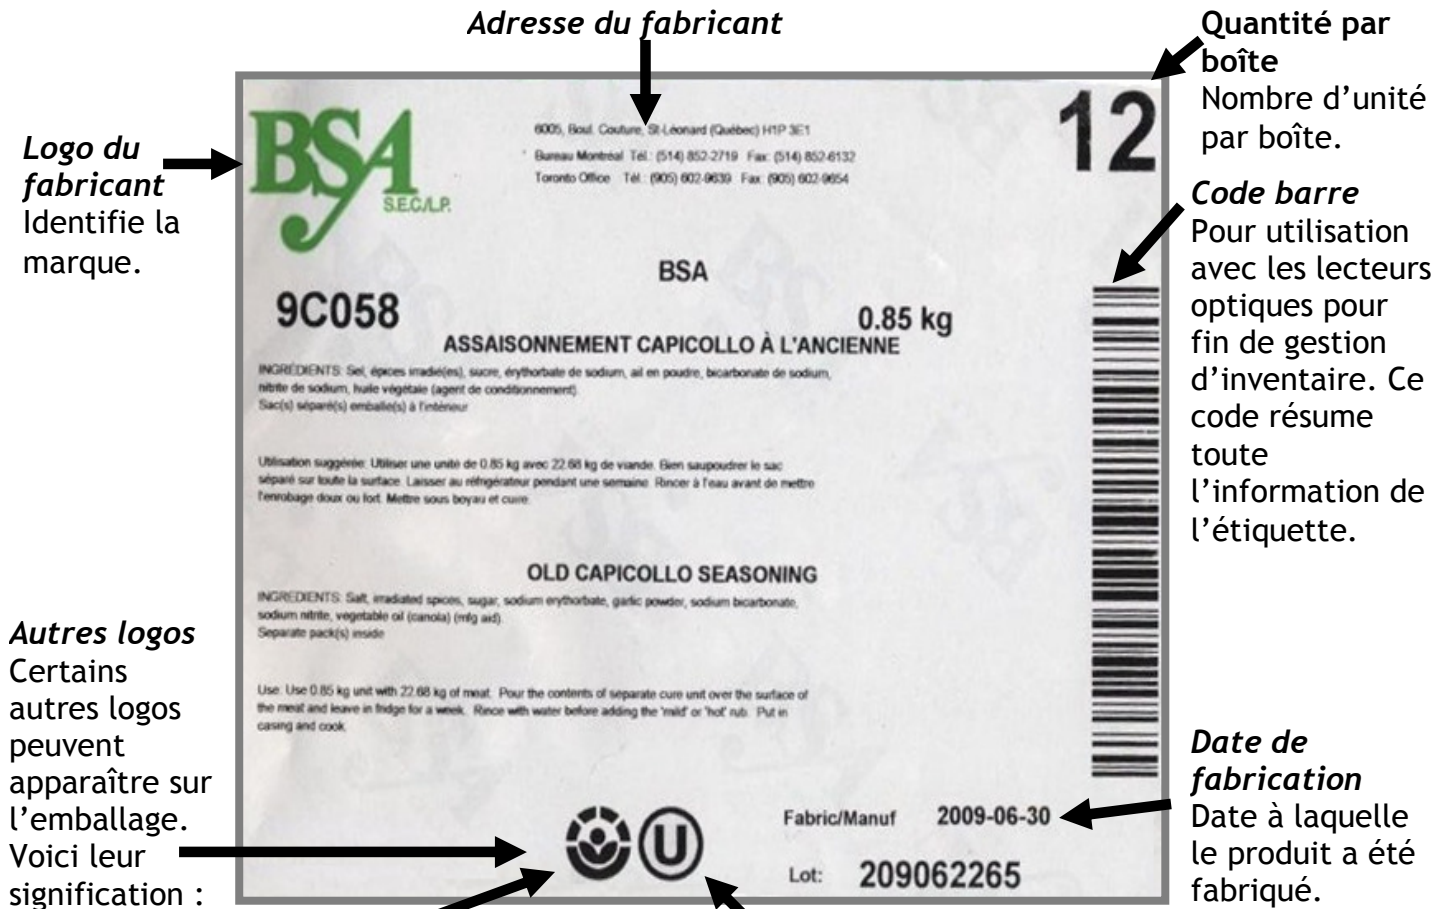 Adresse du fabricant
Quantité par
boîte
Nombre d’unité
par boîte.
Logo du
fabricant
Identifie la
marque.
BSA
S.E.C./L.P.
6005, Boul. Couture, St-Léonard (Québec) H1P 3E1
Bureau Montréal Tél.: (514) 852-2719 Fax: (514) 852-6132
Toronto Office Tél.: (905) 602-9639 Fax: (905) 602-9654
12
Code barre
Pour utilisation
avec les lecteurs
optiques pour
fin de gestion
d’inventaire. Ce
code résume
toute
l’information de
l’étiquette.
BSA
9C058
0.85 kg
ASSAISONNEMENT CAPICOLLO À L'ANCIENNE
INGRÉDIENTS: Sel, épices irradié(es), sucre, érythorbate de sodium, ail en poudre, bicarbonate de sodium,
nitrite de sodium, huile végétale (agent de conditionnement).
Sac(s) séparé(s) emballé(s) à l'intérieur
Utilisation suggérée: Utiliser une unité de 0.85 kg avec 22.68 kg de viande. Bien saupoudrer le sac
séparé sur toute la surface. Laisser au réfrigérateur pendant une semaine. Rincer à l'eau avant de mettre
l'enrobage doux ou fort. Mettre sous boyau et cuire.
OLD CAPICOLLO SEASONING
INGREDIENTS: Salt, irradiated spices, sugar, sodium erythorbate, garlic powder, sodium bicarbonate,
sodium nitrite, vegetable oil (canola) (mfg aid).
Separate pack(s) inside
Use: Use 0.85 kg unit with 22.68 kg of meat. Pour the contents of separate cure unit over the surface of
the meat and leave in fridge for a week. Rince with water before adding the 'mild' or 'hot' rub. Put in
casing and cook.
Autres logos
Certains
autres logos
peuvent
apparaître sur
l’emballage.
Voici leur
signification :
U
Fabric/Manuf 2009-06-30
Lot: 209062265
Date de
fabrication
Date à laquelle
le produit a été
fabriqué.